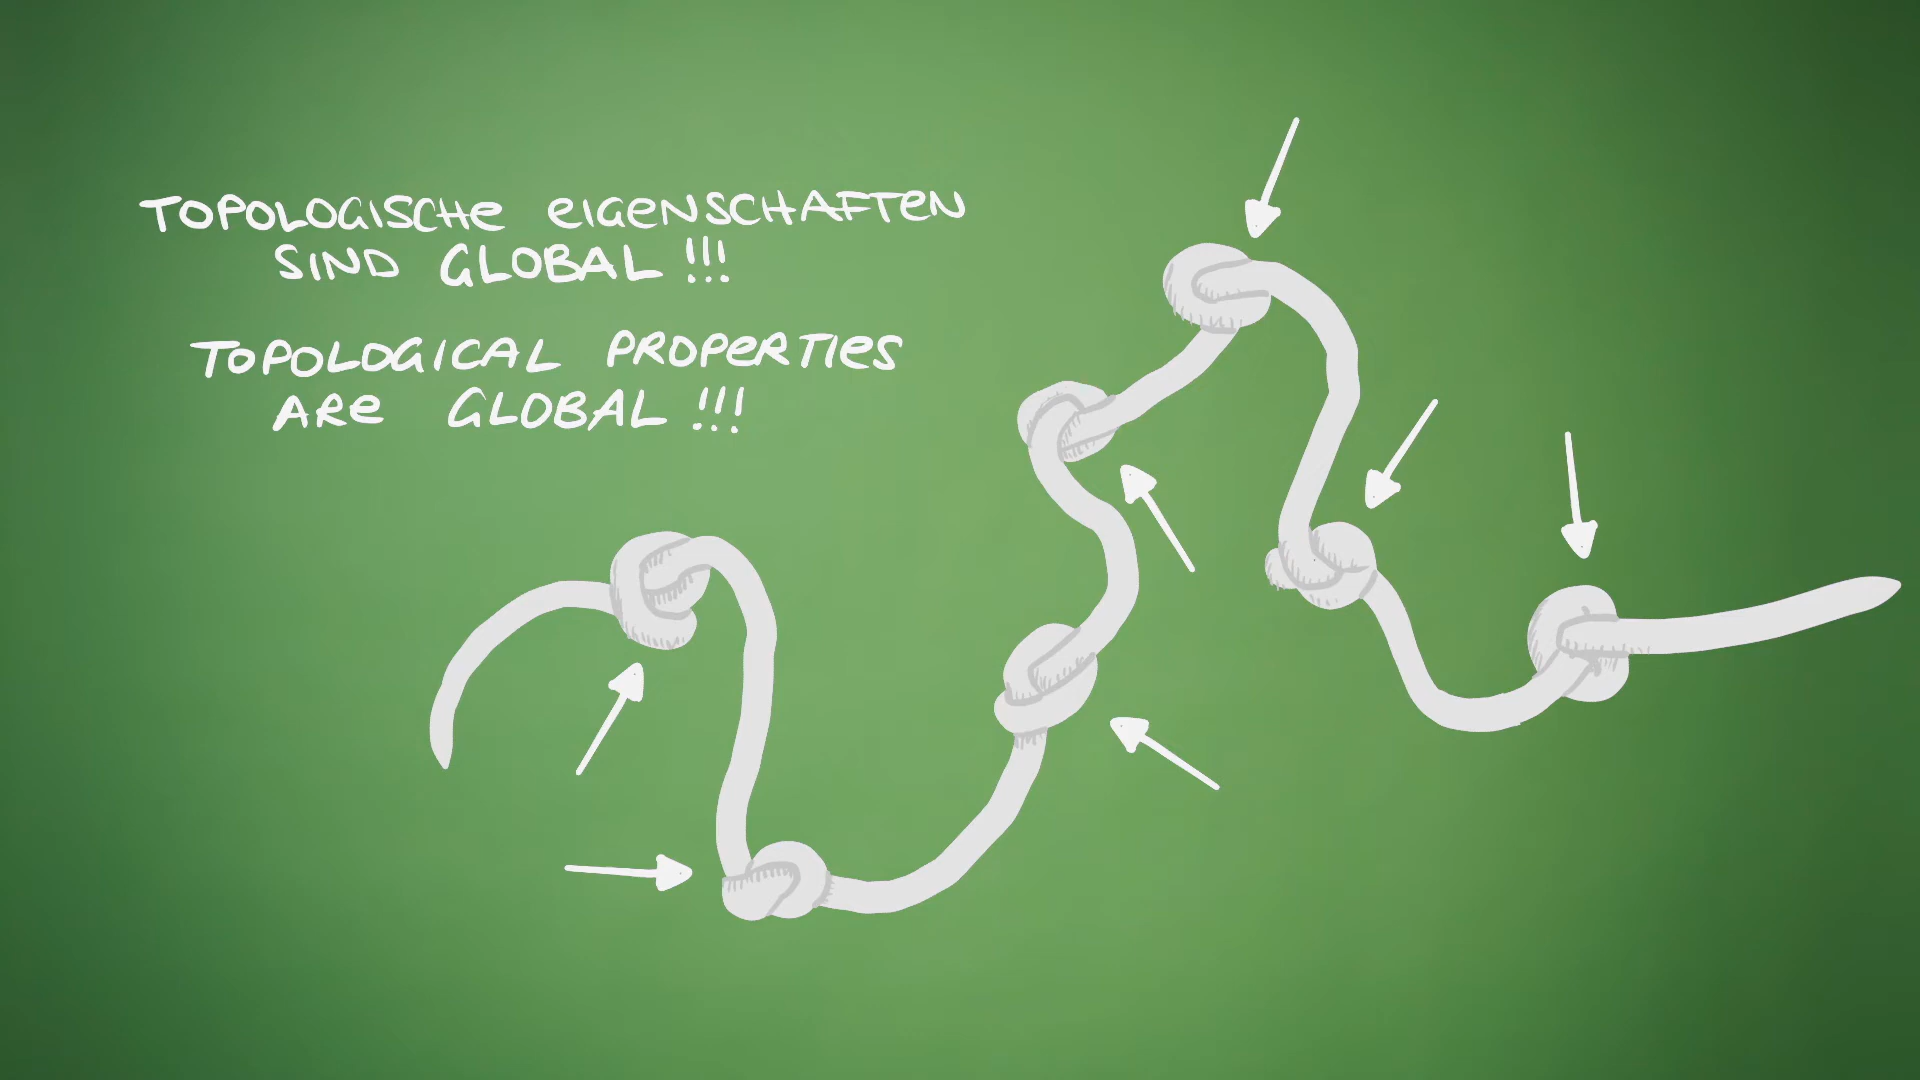 TOPOLOGISCHE EIGENSCHAFTEN
SIND GLOBAL !!!
TOPOLOGICAL PROPERTIES
ARE GLOBAL !!!